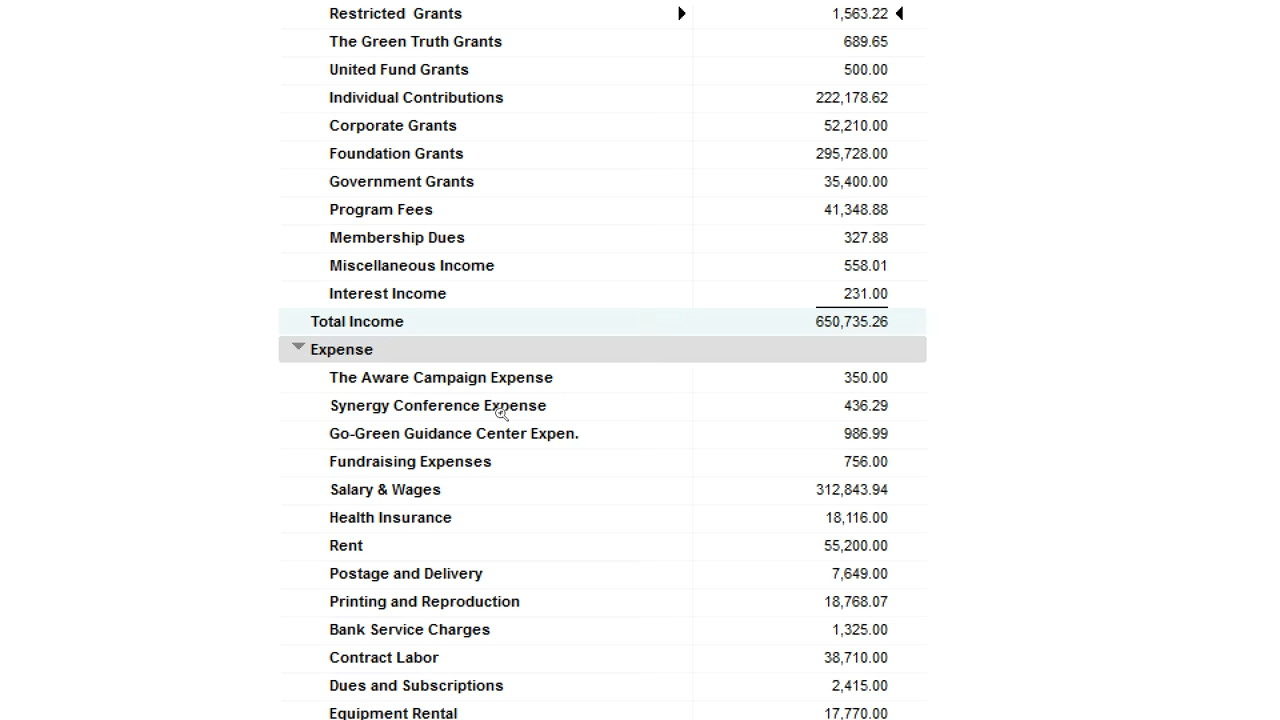 Restricted  Grants 1,563.22
The Green Truth Grants 689.65
United Fund Grants 500.00
Individual Contributions 222,178.62
Corporate Grants 52,210.00
Foundation Grants 295,728.00
Government Grants 35,400.00
Program Fees 41,348.88
Membership Dues 327.88
Miscellaneous Income 558.01
Interest Income 231.00
Total Income 650,735.26
Expense
The Aware Campaign Expense 350.00
Synergy Conference Expense 436.29
Go-Green Guidance Center Expen. 986.99
Fundraising Expenses 756.00
Salary & Wages 312,843.94
Health Insurance 18,116.00
Rent 55,200.00
Postage and Delivery 7,649.00
Printing and Reproduction 18,768.07
Bank Service Charges 1,325.00
Contract Labor 38,710.00
Dues and Subscriptions 2,415.00
Equipment Rental 17,770.00